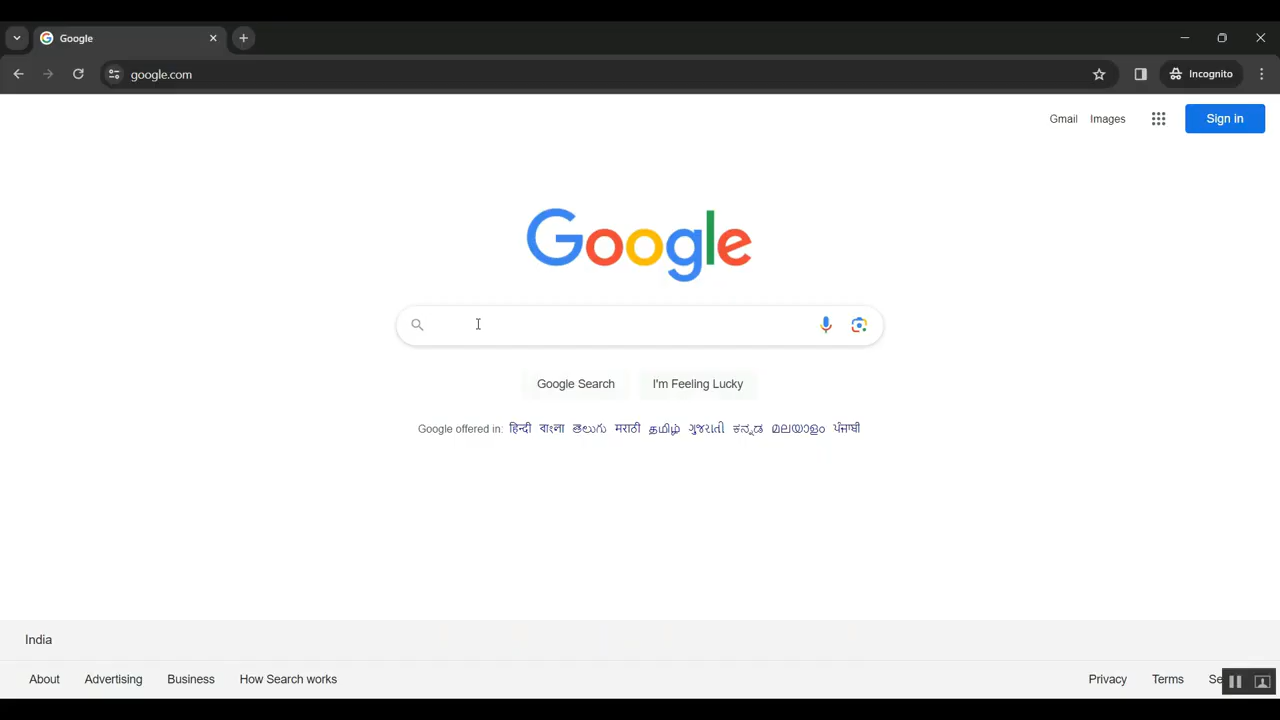 Google
google.com
Incognito
Gmail Images Sign in
Google
Google Search I'm Feeling Lucky
Google offered in: हिन्दी বাংলা తెలుగు मराठी தமிழ் ગુજરાતી ಕನ್ನಡ മലയാളം ਪੰਜਾਬੀ
India
About Advertising Business How Search works Privacy Terms Se